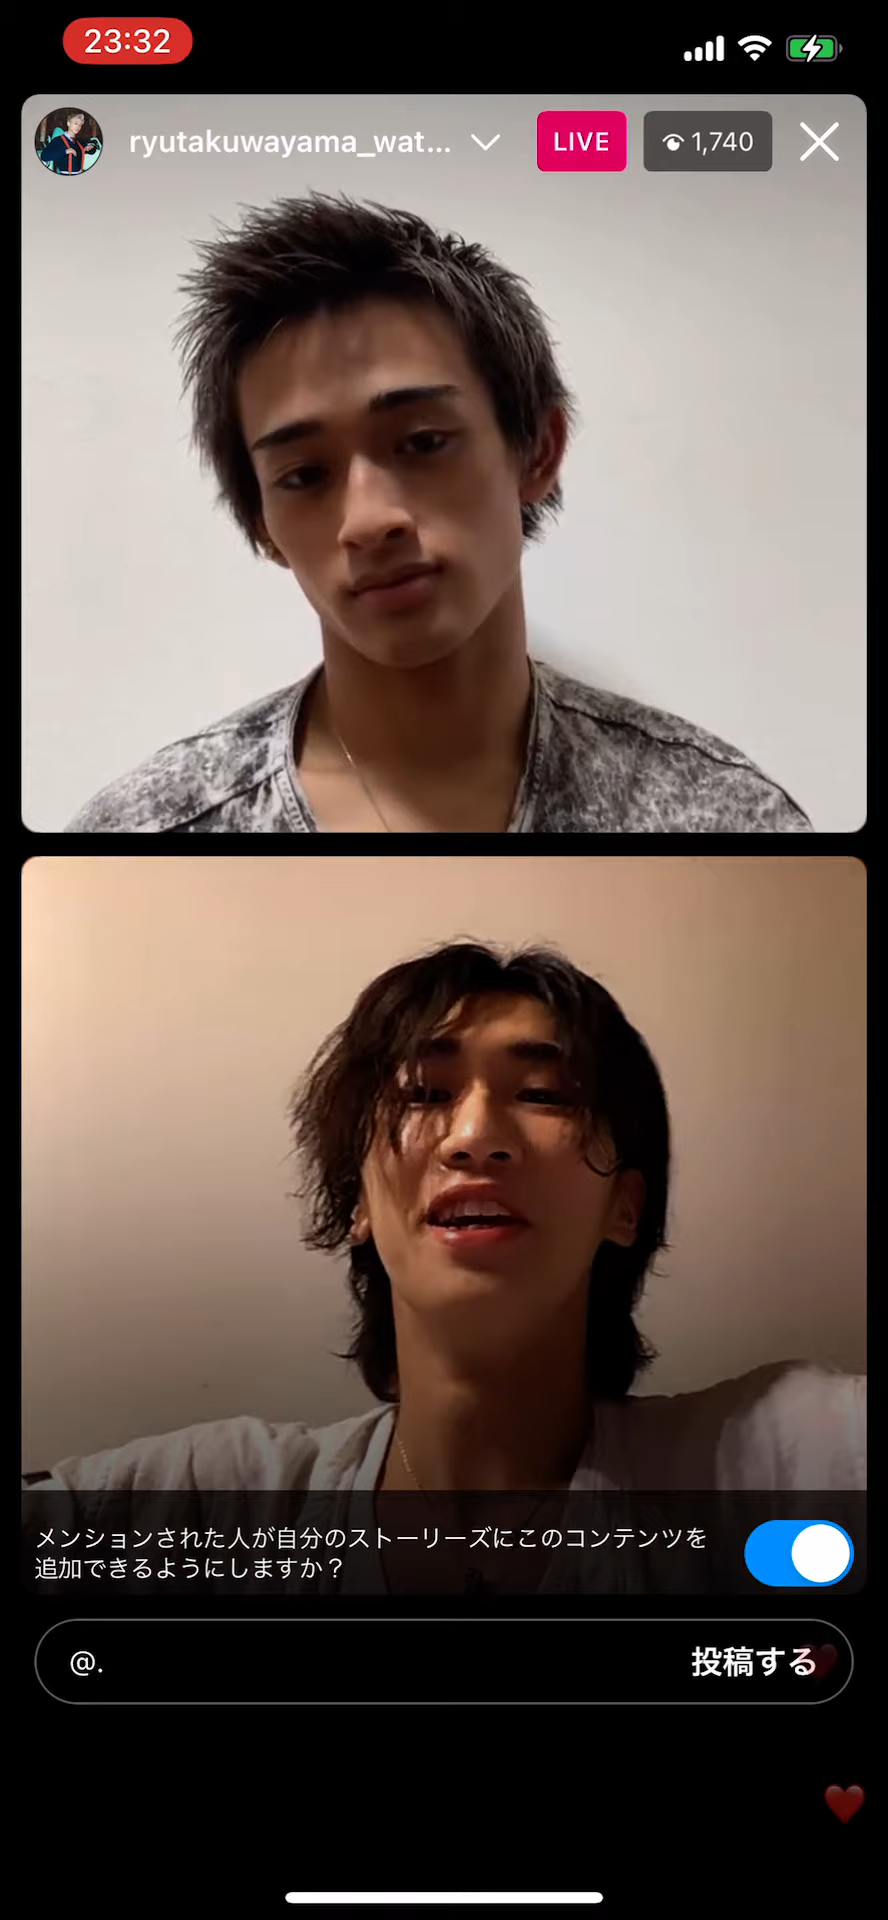 23:32
ryutakuwayama_wat...
LIVE
1,740
メンションされた人が自分のストーリーズにこのコンテンツを
追加できるようにしますか？
@.
投稿する